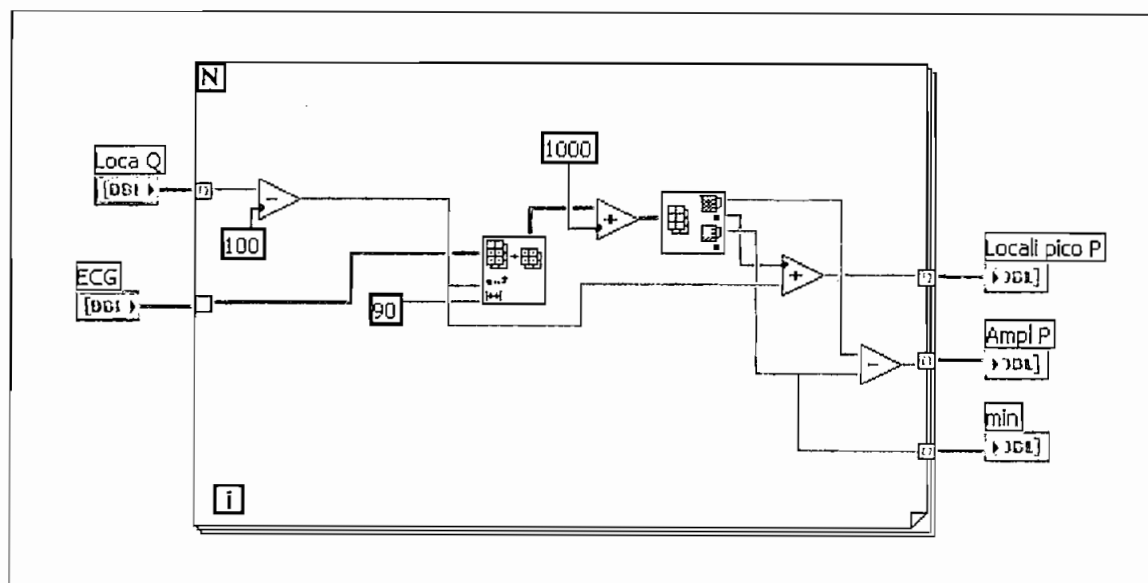 N
Loca Q
[DBL
100
ECG
[DBL
90
1000
Locali pico P
DBL]
Ampl P
DBL]
min
DBL]
i